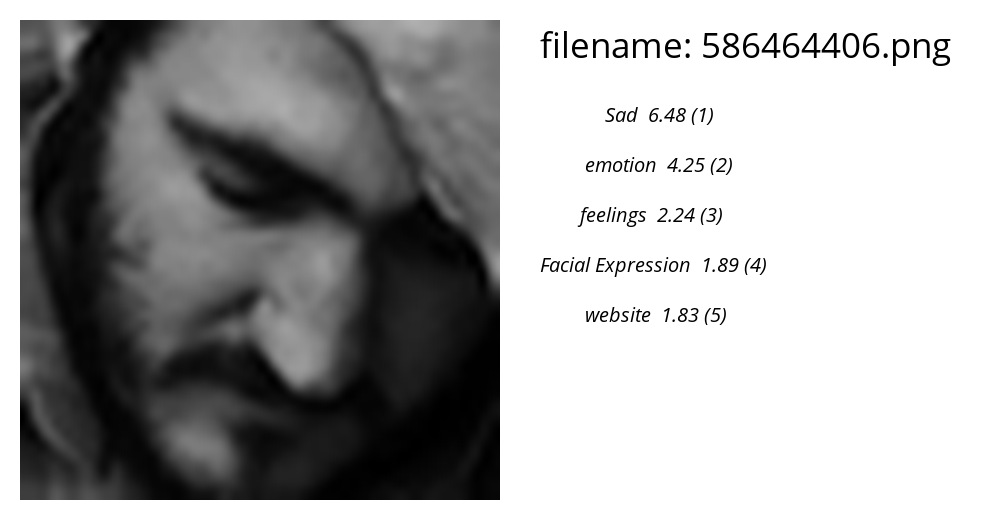 filename: 586464406.png
Sad 6.48 (1)
emotion 4.25 (2)
feelings 2.24 (3)
Facial Expression 1.89 (4)
website 1.83 (5)